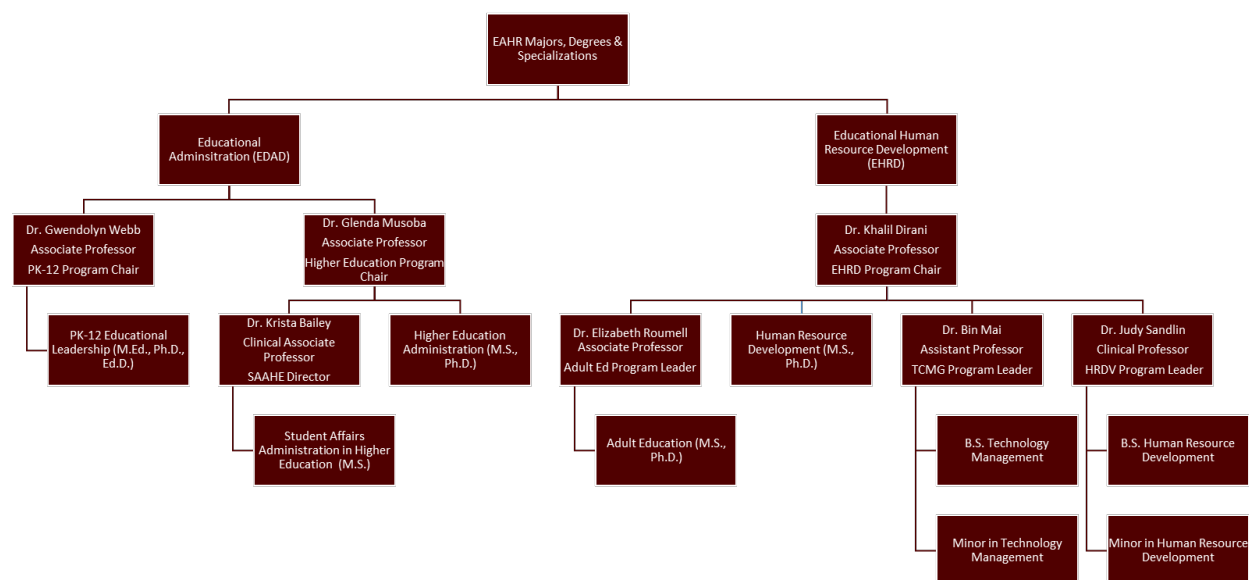 EAHR Majors, Degrees &
Specializations
Educational
Adminsitration (EDAD)
Educational Human
Resource Development
(EHRD)
Dr. Gwendolyn Webb
Associate Professor
PK-12 Program Chair
Dr. Glenda Musoba
Associate Professor
Higher Education Program
Chair
Dr. Khalil Dirani
Associate Professor
EHRD Program Chair
PK-12 Educational
Leadership (M.Ed., Ph.D.,
Ed.D.)
Dr. Krista Bailey
Clinical Associate
Professor
SAAHE Director
Higher Education
Administration (M.S.,
Ph.D.)
Dr. Elizabeth Roumell
Associate Professor
Adult Ed Program Leader
Human Resource
Development (M.S.,
Ph.D.)
Dr. Bin Mai
Assistant Professor
TCMG Program Leader
Dr. Judy Sandlin
Clinical Professor
HRDV Program Leader
Student Affairs
Administration in Higher
Education (M.S.)
Adult Education (M.S.,
Ph.D.)
B.S. Technology
Management
B.S. Human Resource
Development
Minor in Technology
Management
Minor in Human Resource
Development